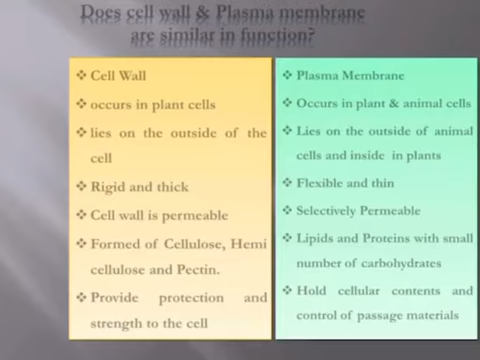 Does cell wall & Plasma membrane
are similar in function?
❖ Cell Wall
❖ occurs in plant cells
❖ lies on the outside of the
cell
❖ Rigid and thick
❖ Cell wall is permeable
❖ Formed of Cellulose, Hemi
cellulose and Pectin.
❖ Provide protection and
strength to the cell
❖ Plasma Membrane
❖ Occurs in plant & animal cells
❖ Lies on the outside of animal
cells and inside in plants
❖ Flexible and thin
❖ Selectively Permeable
❖ Lipids and Proteins with small
number of carbohydrates
❖ Hold cellular contents and
control of passage materials